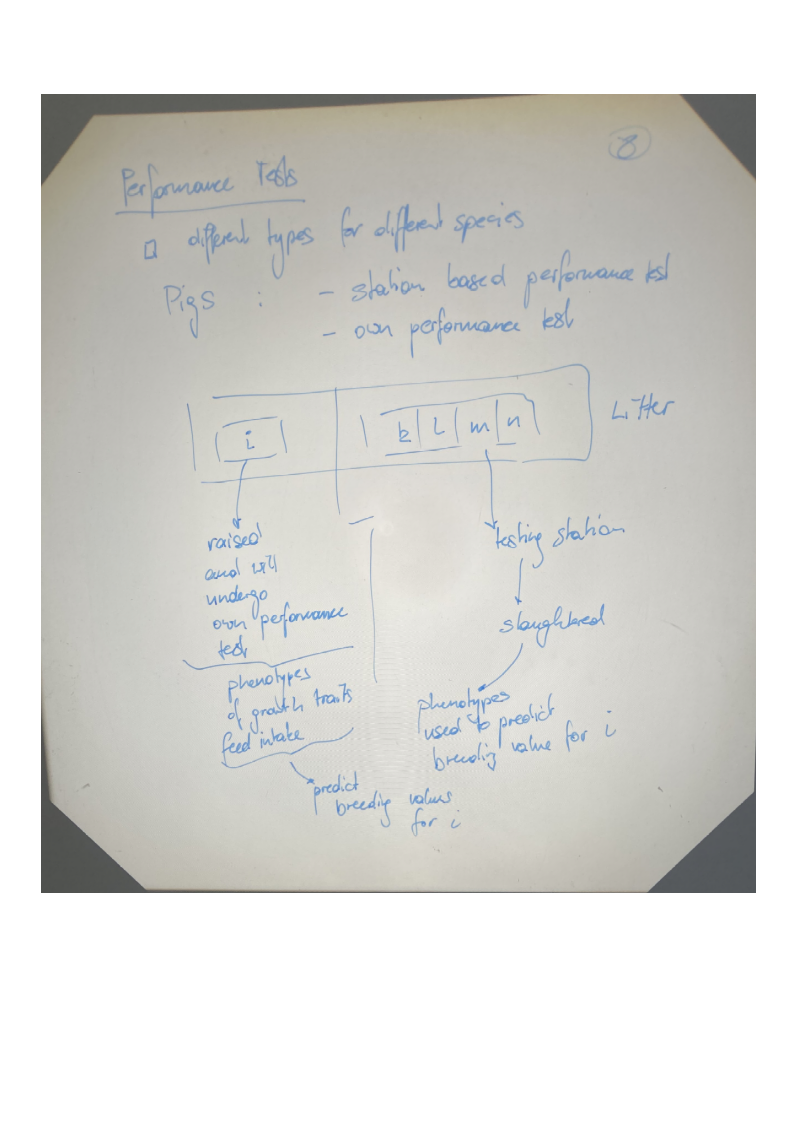 8
Performance Tests
different types for different species
Pigs : - station based performance test
- own performance test
i k l m n Litter
raised
and will
undergo
own performance
test
phenotypes
of growth traits
feed intake
predict
breeding values
for i
testing station
slaughtered
phenotypes
used to predict
breeding value for i